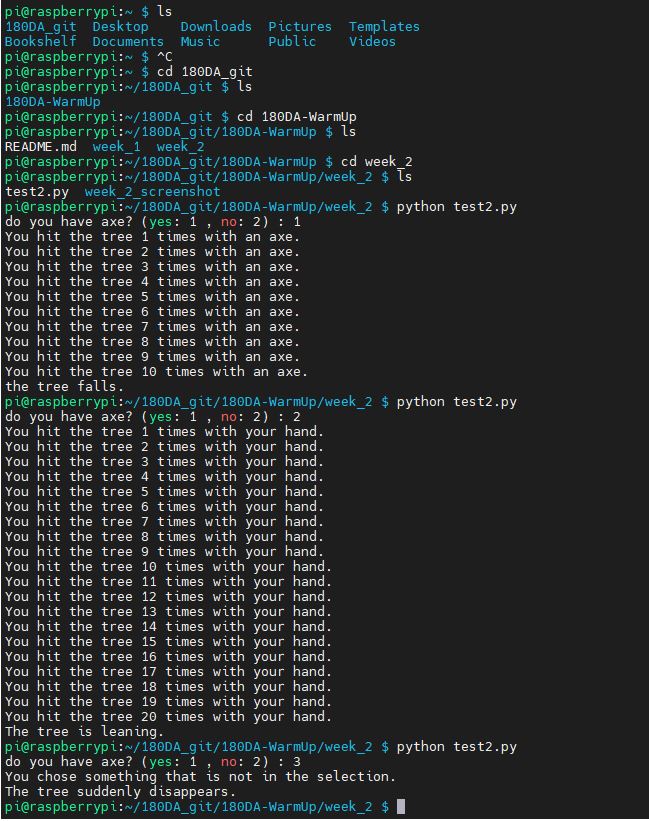 pi@raspberrypi:~ $ ls
180DA_git  Desktop    Downloads  Pictures  Templates
Bookshelf  Documents  Music      Public    Videos
pi@raspberrypi:~ $ ^C
pi@raspberrypi:~ $ cd 180DA_git
pi@raspberrypi:~/180DA_git $ ls
180DA-WarmUp
pi@raspberrypi:~/180DA_git $ cd 180DA-WarmUp
pi@raspberrypi:~/180DA_git/180DA-WarmUp $ ls
README.md  week_1  week_2
pi@raspberrypi:~/180DA_git/180DA-WarmUp $ cd week_2
pi@raspberrypi:~/180DA_git/180DA-WarmUp/week_2 $ ls
test2.py  week_2_screenshot
pi@raspberrypi:~/180DA_git/180DA-WarmUp/week_2 $ python test2.py
do you have axe? (yes: 1 , no: 2) : 1
You hit the tree 1 times with an axe.
You hit the tree 2 times with an axe.
You hit the tree 3 times with an axe.
You hit the tree 4 times with an axe.
You hit the tree 5 times with an axe.
You hit the tree 6 times with an axe.
You hit the tree 7 times with an axe.
You hit the tree 8 times with an axe.
You hit the tree 9 times with an axe.
You hit the tree 10 times with an axe.
the tree falls.
pi@raspberrypi:~/180DA_git/180DA-WarmUp/week_2 $ python test2.py
do you have axe? (yes: 1 , no: 2) : 2
You hit the tree 1 times with your hand.
You hit the tree 2 times with your hand.
You hit the tree 3 times with your hand.
You hit the tree 4 times with your hand.
You hit the tree 5 times with your hand.
You hit the tree 6 times with your hand.
You hit the tree 7 times with your hand.
You hit the tree 8 times with your hand.
You hit the tree 9 times with your hand.
You hit the tree 10 times with your hand.
You hit the tree 11 times with your hand.
You hit the tree 12 times with your hand.
You hit the tree 13 times with your hand.
You hit the tree 14 times with your hand.
You hit the tree 15 times with your hand.
You hit the tree 16 times with your hand.
You hit the tree 17 times with your hand.
You hit the tree 18 times with your hand.
You hit the tree 19 times with your hand.
You hit the tree 20 times with your hand.
The tree is leaning.
pi@raspberrypi:~/180DA_git/180DA-WarmUp/week_2 $ python test2.py
do you have axe? (yes: 1 , no: 2) : 3
You chose something that is not in the selection.
The tree suddenly disappears.
pi@raspberrypi:~/180DA_git/180DA-WarmUp/week_2 $